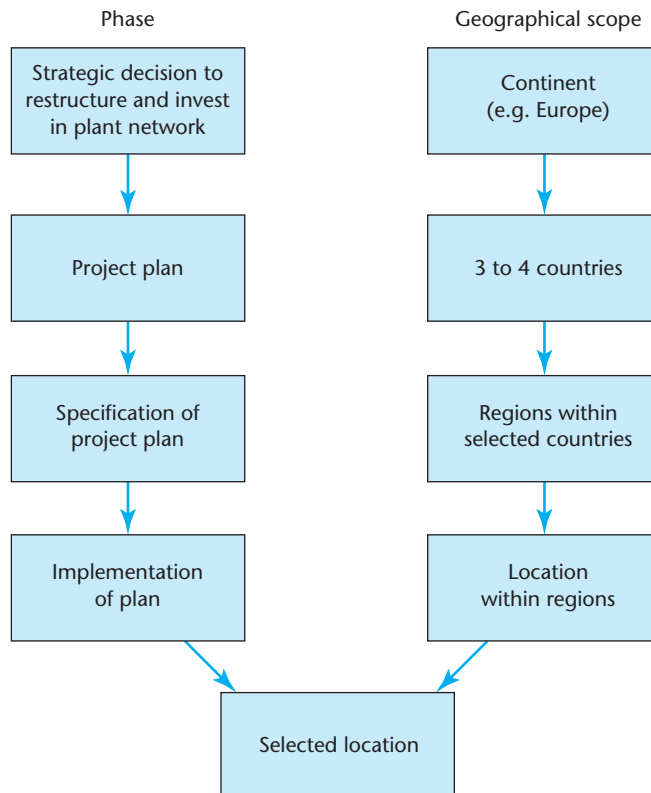 Phase
Geographical scope
Strategic decision to
restructure and invest
in plant network
Continent
(e.g. Europe)
Project plan
3 to 4 countries
Specification of
project plan
Regions within
selected countries
Implementation
of plan
Location
within regions
Selected location